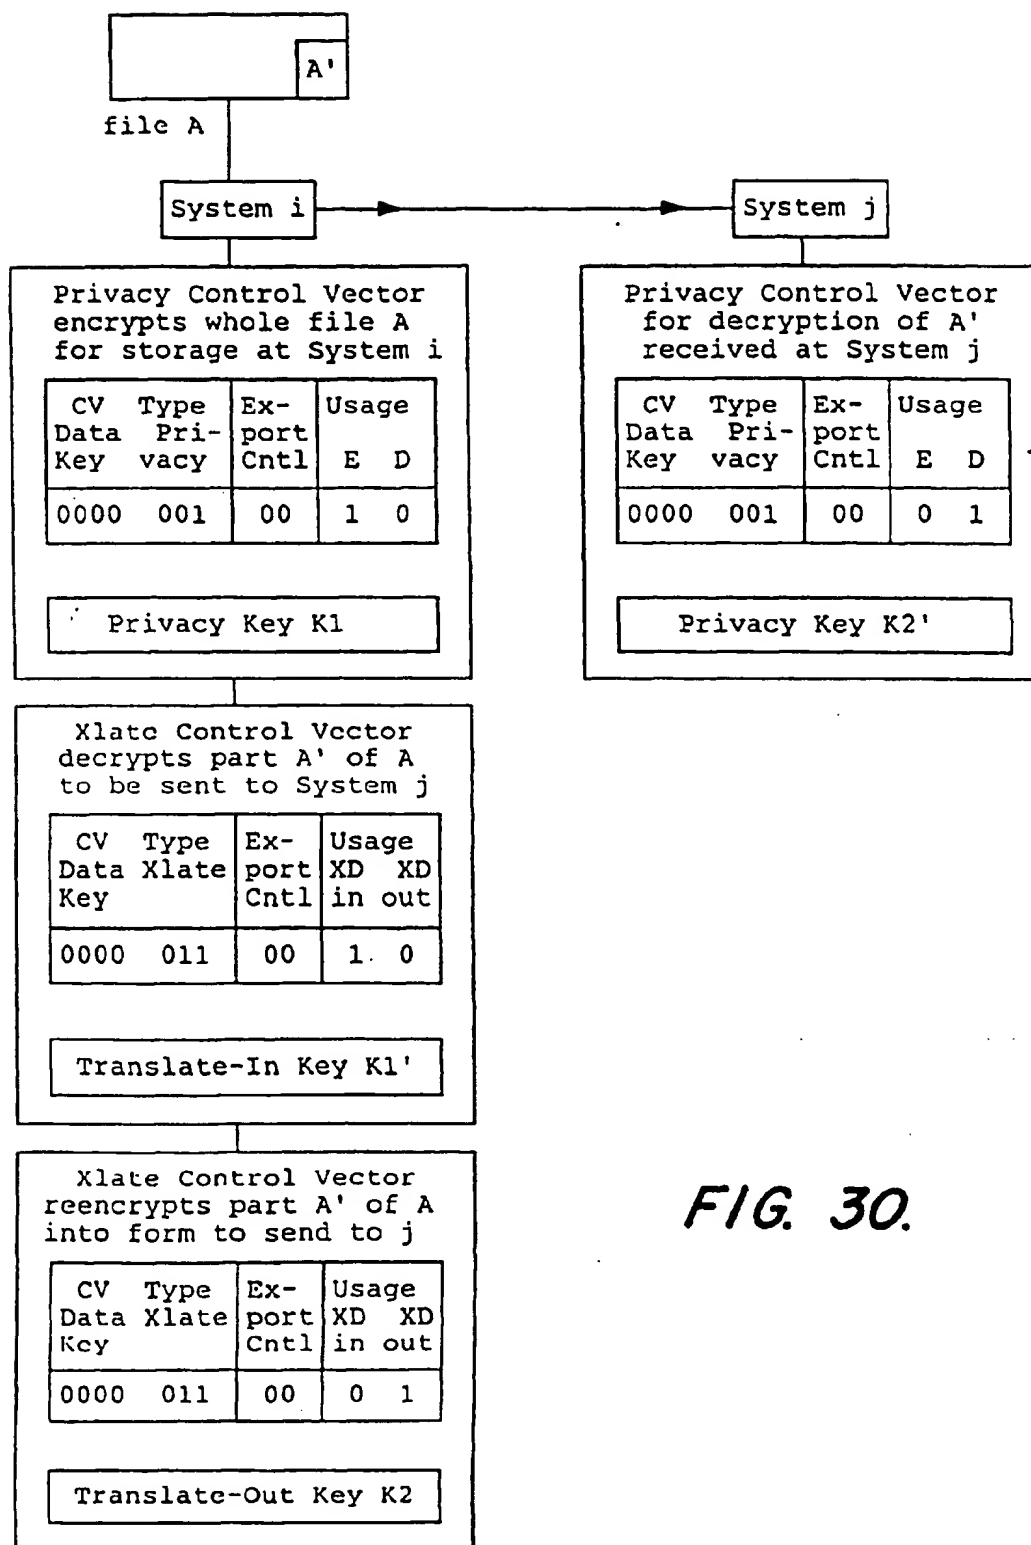 A'
file A
System i
System j
Privacy Control Vector
encrypts whole file A
for storage at System i
CV Type Ex- Usage
Data Pri- port
Key vacy Cntl E D
0000 001 00 1 0
Privacy Key K1
Privacy Control Vector
for decryption of A'
received at System j
CV Type Ex- Usage
Data Pri- port
Key vacy Cntl E D
0000 001 00 0 1
Privacy Key K2'
Xlate Control Vector
decrypts part A' of A
to be sent to System j
CV Type Ex- Usage
Data Xlate port XD XD
Key Cntl in out
0000 011 00 1 0
Translate-In Key K1'
Xlate Control Vector
reencrypts part A' of A
into form to send to j
CV Type Ex- Usage
Data Xlate port XD XD
Key Cntl in out
0000 011 00 0 1
Translate-Out Key K2
FIG. 30.